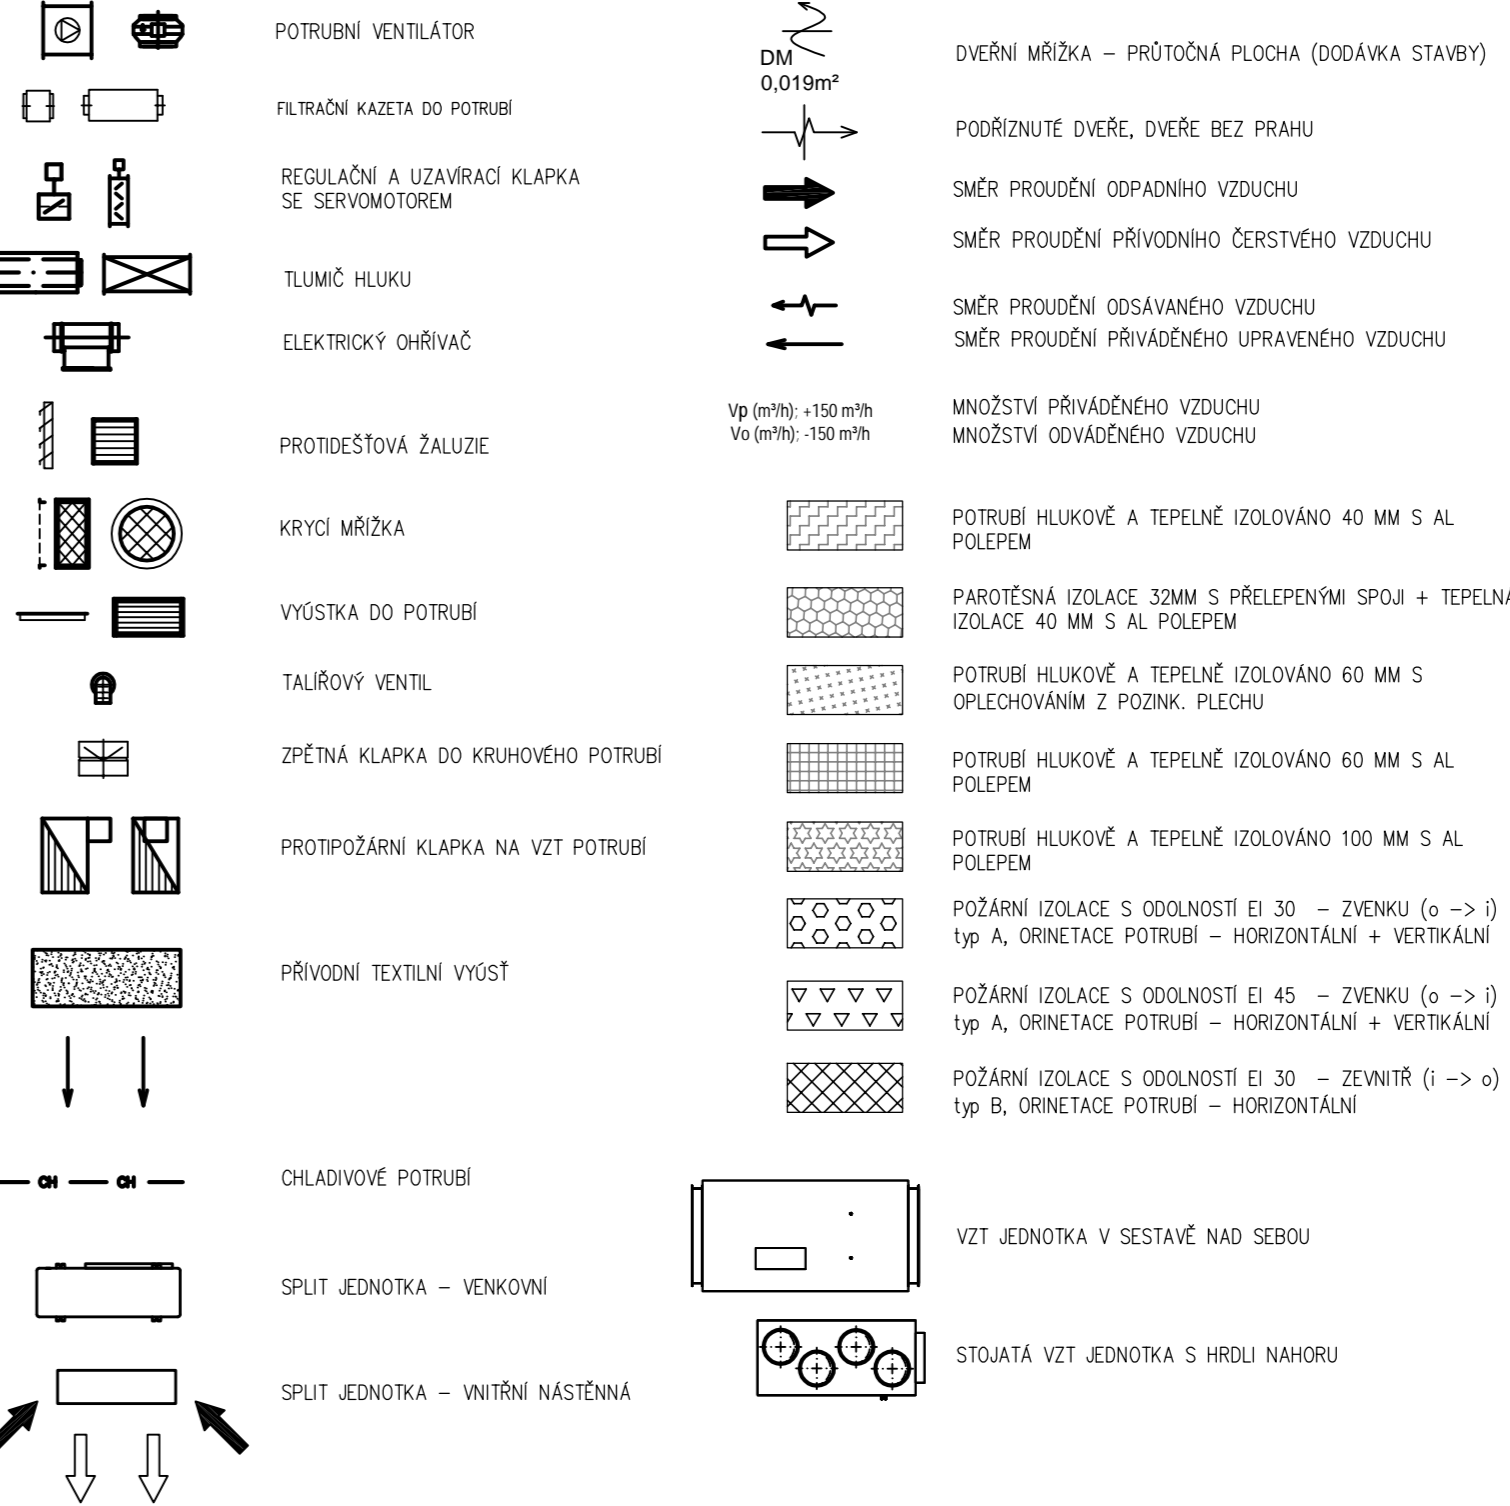 POTRUBNÍ VENTILÁTOR
FILTRAČNÍ KAZETA DO POTRUBÍ
REGULAČNÍ A UZAVÍRACÍ KLAPKA
SE SERVOMOTOREM
TLUMIČ HLUKU
ELEKTRICKÝ OHŘÍVAČ
PROTIDEŠŤOVÁ ŽALUZIE
KRYCÍ MŘÍŽKA
VYÚSTKA DO POTRUBÍ
TALÍŘOVÝ VENTIL
ZPĚTNÁ KLAPKA DO KRUHOVÉHO POTRUBÍ
PROTIPOŽÁRNÍ KLAPKA NA VZT POTRUBÍ
PŘÍVODNÍ TEXTILNÍ VYÚSŤ
CH CH
CHLADIVOVÉ POTRUBÍ
SPLIT JEDNOTKA – VENKOVNÍ
SPLIT JEDNOTKA – VNITŘNÍ NÁSTĚNNÁ
DM
0,019m²
DVEŘNÍ MŘÍŽKA – PRŮTOČNÁ PLOCHA (DODÁVKA STAVBY)
PODŘÍZNUTÉ DVEŘE, DVEŘE BEZ PRAHU
SMĚR PROUDĚNÍ ODPADNÍHO VZDUCHU
SMĚR PROUDĚNÍ PŘÍVODNÍHO ČERSTVÉHO VZDUCHU
SMĚR PROUDĚNÍ ODSÁVANÉHO VZDUCHU
SMĚR PROUDĚNÍ PŘIVÁDĚNÉHO UPRAVENÉHO VZDUCHU
Vp (m³/h); +150 m³/h
Vo (m³/h); -150 m³/h
MNOŽSTVÍ PŘIVÁDĚNÉHO VZDUCHU
MNOŽSTVÍ ODVÁDĚNÉHO VZDUCHU
POTRUBÍ HLUKOVĚ A TEPELNĚ IZOLOVÁNO 40 MM S AL
POLEPEM
PAROTĚSNÁ IZOLACE 32MM S PŘELEPENÝMI SPOJI + TEPELNÁ
IZOLACE 40 MM S AL POLEPEM
POTRUBÍ HLUKOVĚ A TEPELNĚ IZOLOVÁNO 60 MM S
OPLECHOVÁNÍM Z POZINK. PLECHU
POTRUBÍ HLUKOVĚ A TEPELNĚ IZOLOVÁNO 60 MM S AL
POLEPEM
POTRUBÍ HLUKOVĚ A TEPELNĚ IZOLOVÁNO 100 MM S AL
POLEPEM
POŽÁRNÍ IZOLACE S ODOLNOSTÍ EI 30 – ZVENKU (o –> i)
typ A, ORINETACE POTRUBÍ – HORIZONTÁLNÍ + VERTIKÁLNÍ
POŽÁRNÍ IZOLACE S ODOLNOSTÍ EI 45 – ZVENKU (o –> i)
typ A, ORINETACE POTRUBÍ – HORIZONTÁLNÍ + VERTIKÁLNÍ
POŽÁRNÍ IZOLACE S ODOLNOSTÍ EI 30 – ZEVNITŘ (i –> o)
typ B, ORINETACE POTRUBÍ – HORIZONTÁLNÍ
VZT JEDNOTKA V SESTAVĚ NAD SEBOU
STOJATÁ VZT JEDNOTKA S HRDLI NAHORU